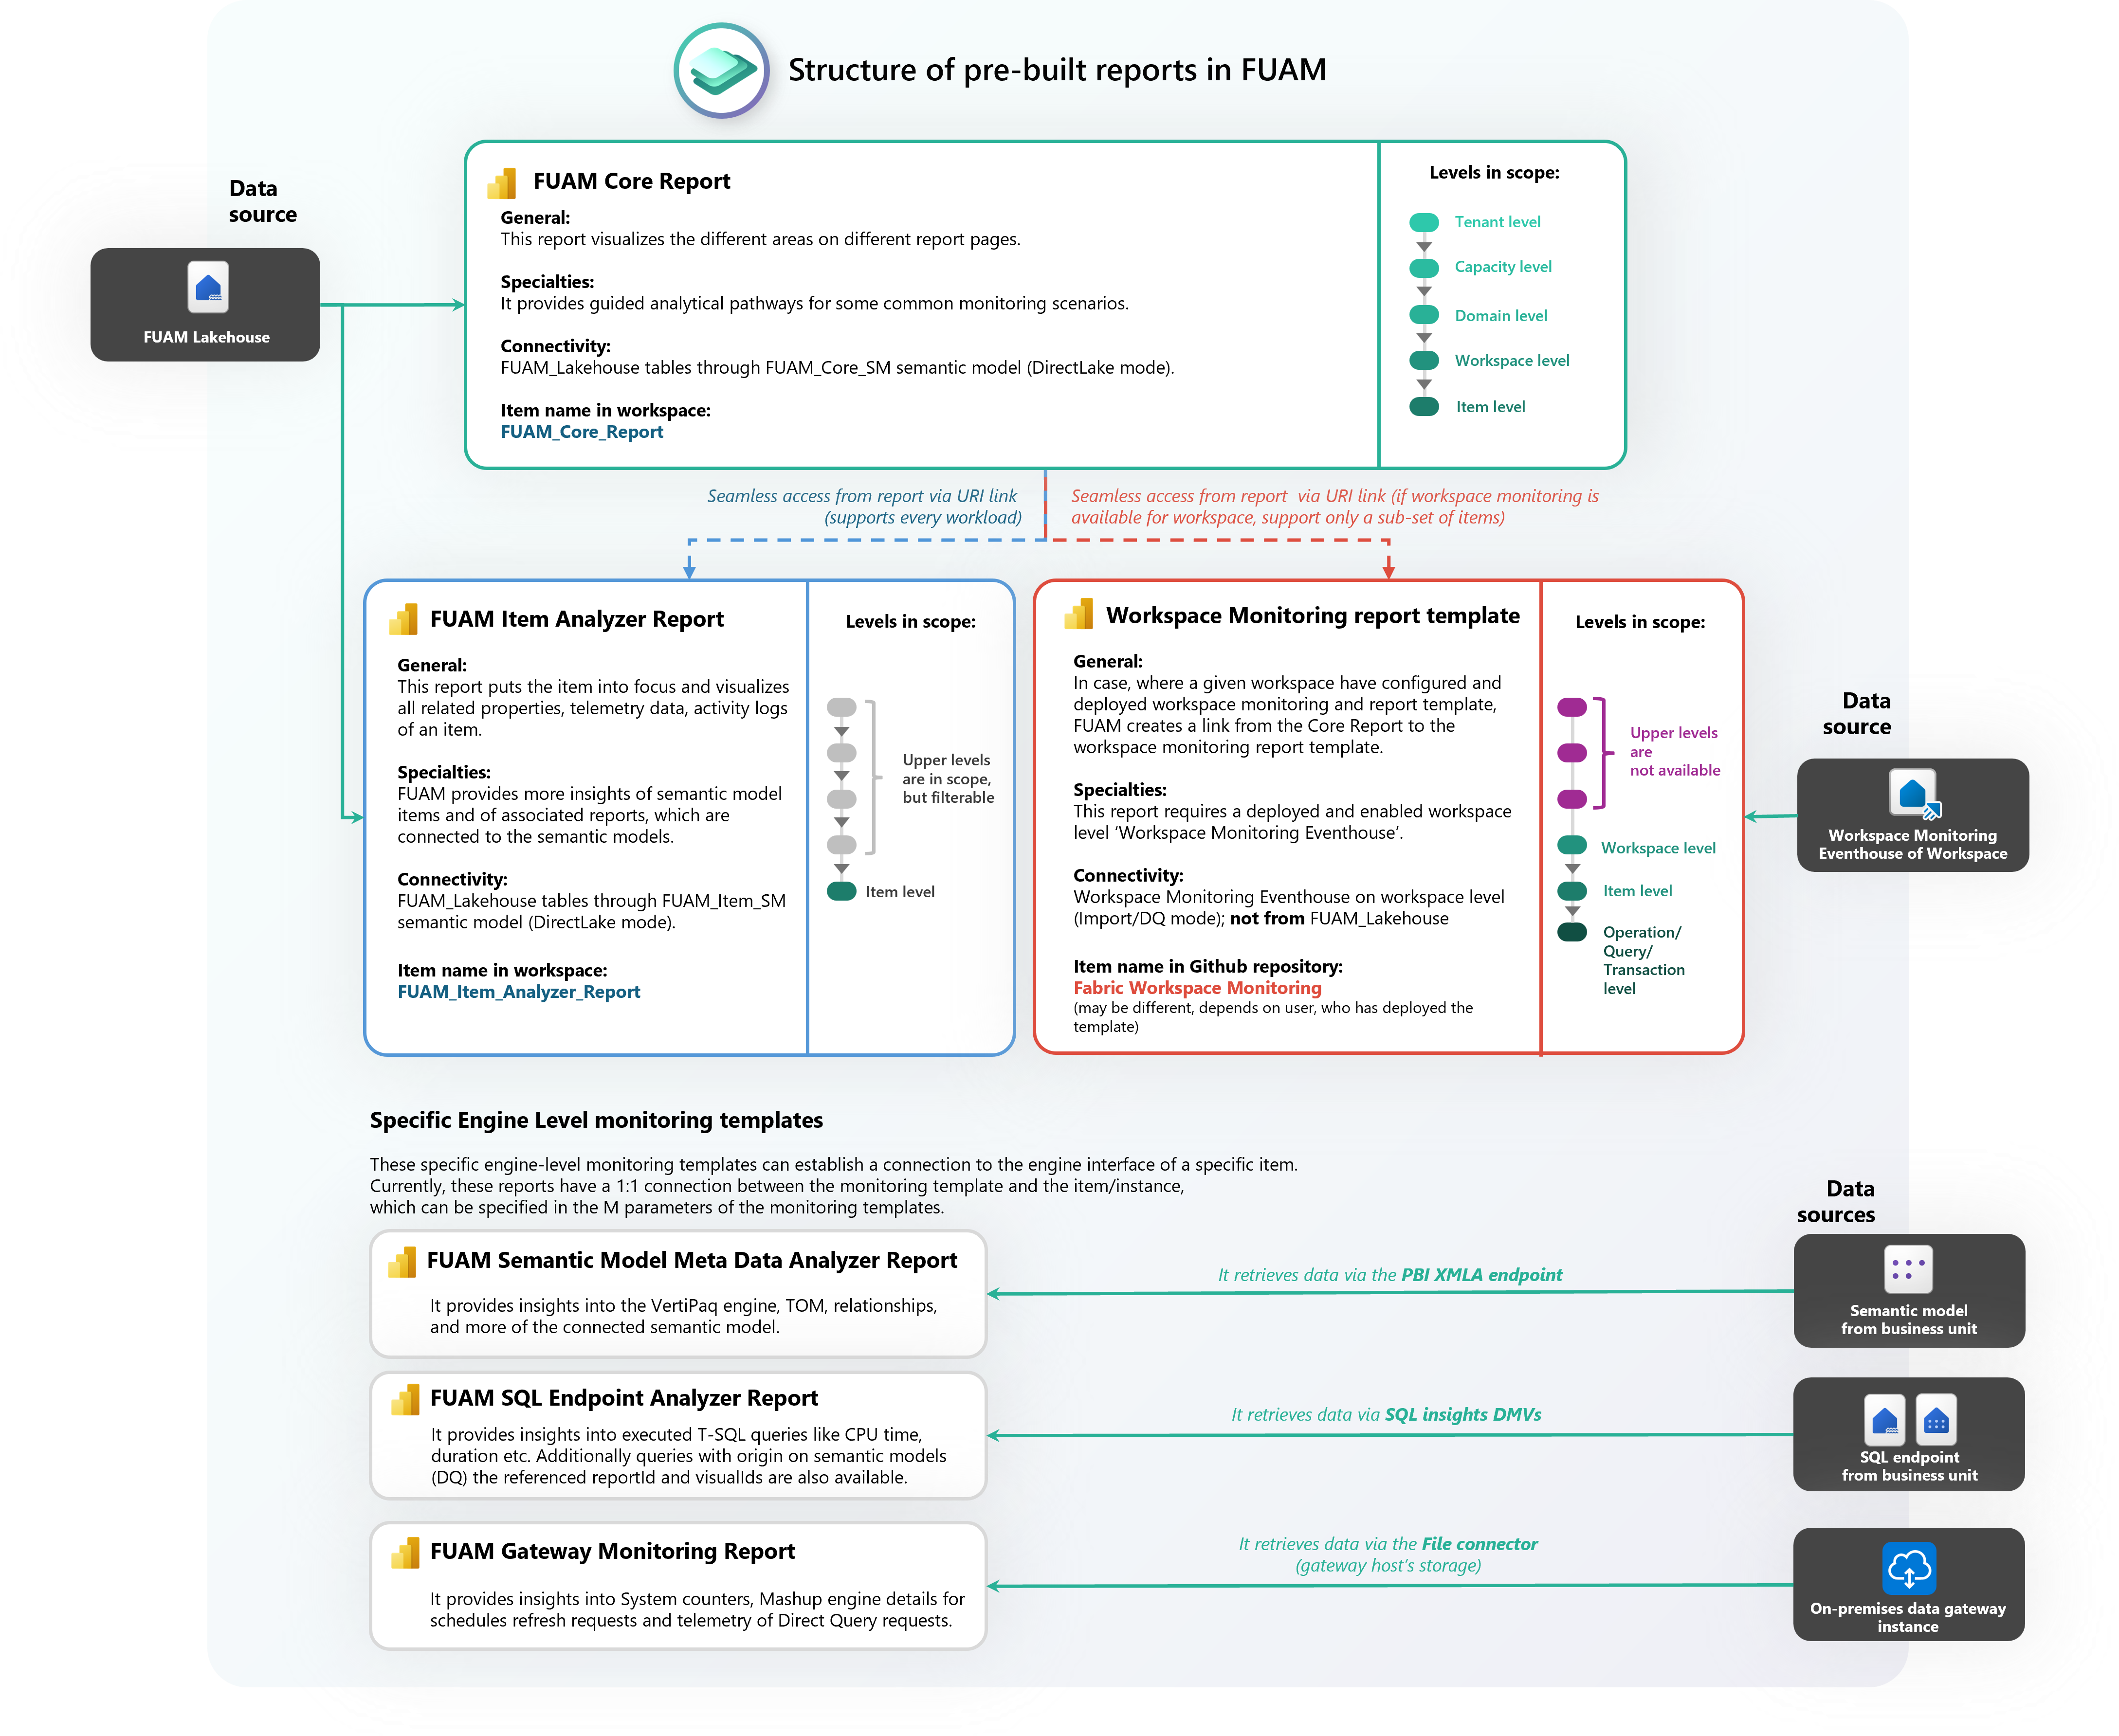 Structure of pre-built reports in FUAM
Data
source
FUAM Lakehouse
FUAM Core Report
General:
This report visualizes the different areas on different report pages.
Specialties:
It provides guided analytical pathways for some common monitoring scenarios.
Connectivity:
FUAM_Lakehouse tables through FUAM_Core_SM semantic model (DirectLake mode).
Item name in workspace:
FUAM_Core_Report
Levels in scope:
Tenant level
Capacity level
Domain level
Workspace level
Item level
Seamless access from report via URI link
(supports every workload)
Seamless access from report  via URI link (if workspace monitoring is
available for workspace, support only a sub-set of items)
FUAM Item Analyzer Report
General:
This report puts the item into focus and visualizes
all related properties, telemetry data, activity logs
of an item.
Specialties:
FUAM provides more insights of semantic model
items and of associated reports, which are
connected to the semantic models.
Connectivity:
FUAM_Lakehouse tables through FUAM_Item_SM
semantic model (DirectLake mode).
Item name in workspace:
FUAM_Item_Analyzer_Report
Levels in scope:
Upper levels
are in scope,
but filterable
Item level
Workspace Monitoring report template
General:
In case, where a given workspace have configured and
deployed workspace monitoring and report template,
FUAM creates a link from the Core Report to the
workspace monitoring report template.
Specialties:
This report requires a deployed and enabled workspace
level ‘Workspace Monitoring Eventhouse‘.
Connectivity:
Workspace Monitoring Eventhouse on workspace level
(Import/DQ mode); not from FUAM_Lakehouse
Item name in Github repository:
Fabric Workspace Monitoring
(may be different, depends on user, who has deployed the
template)
Levels in scope:
Upper levels
are
not available
Workspace level
Item level
Operation/
Query/
Transaction
level
Data
source
Workspace Monitoring
Eventhouse of Workspace
Specific Engine Level monitoring templates
These specific engine-level monitoring templates can establish a connection to the engine interface of a specific item.
Currently, these reports have a 1:1 connection between the monitoring template and the item/instance,
which can be specified in the M parameters of the monitoring templates.
Data
sources
FUAM Semantic Model Meta Data Analyzer Report
It provides insights into the VertiPaq engine, TOM, relationships,
and more of the connected semantic model.
It retrieves data via the PBI XMLA endpoint
Semantic model
from business unit
FUAM SQL Endpoint Analyzer Report
It provides insights into executed T-SQL queries like CPU time,
duration etc. Additionally queries with origin on semantic models
(DQ) the referenced reportId and visualIds are also available.
It retrieves data via SQL insights DMVs
SQL endpoint
from business unit
FUAM Gateway Monitoring Report
It provides insights into System counters, Mashup engine details for
schedules refresh requests and telemetry of Direct Query requests.
It retrieves data via the File connector
(gateway host’s storage)
On-premises data gateway
instance